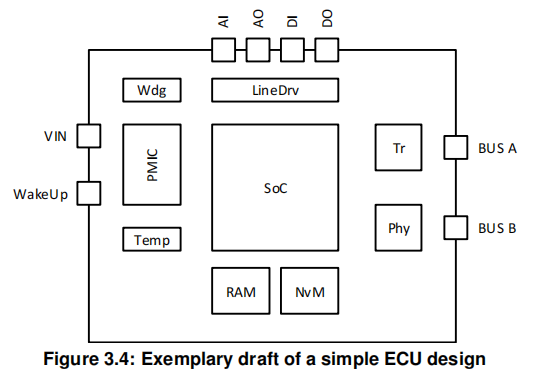 AI AO DI DO
Wdg LineDrv
VIN PMIC SoC Tr BUS A
WakeUp Phy BUS B
Temp
RAM NvM
Figure 3.4: Exemplary draft of a simple ECU design